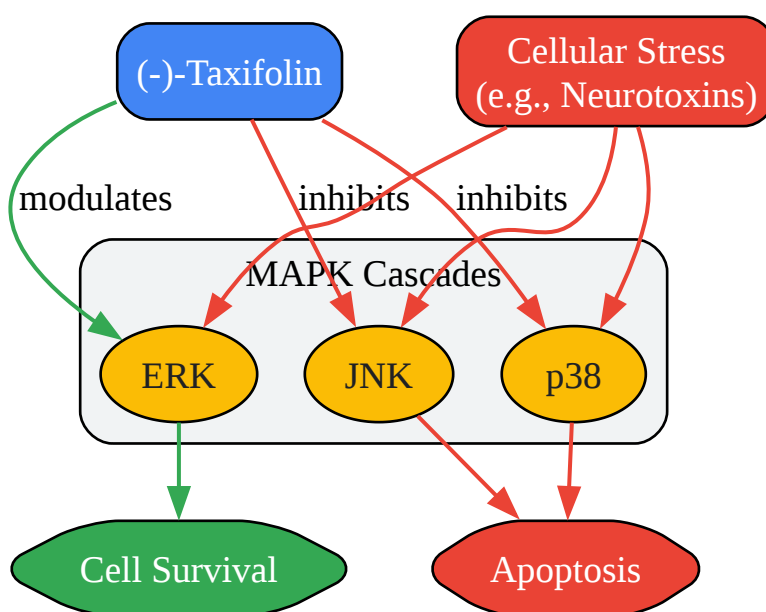 (-)-Taxifolin
Cellular Stress
(e.g., Neurotoxins)
modulates
inhibits
inhibits
MAPK Cascades
ERK
JNK
p38
Cell Survival
Apoptosis